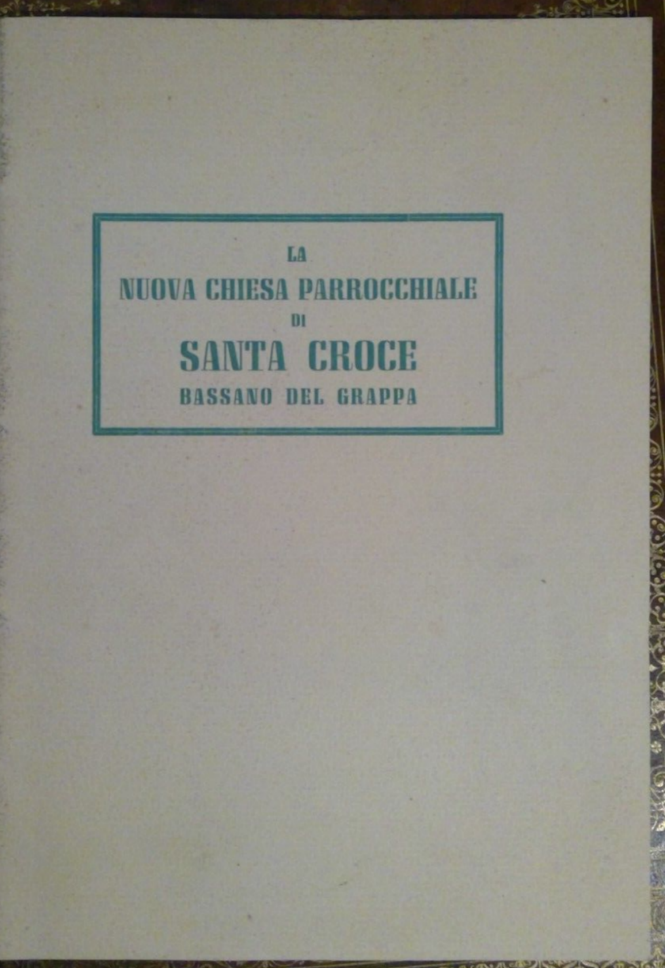 LA
NUOVA CHIESA PARROCCHIALE
DI
SANTA CROCE
BASSANO DEL GRAPPA